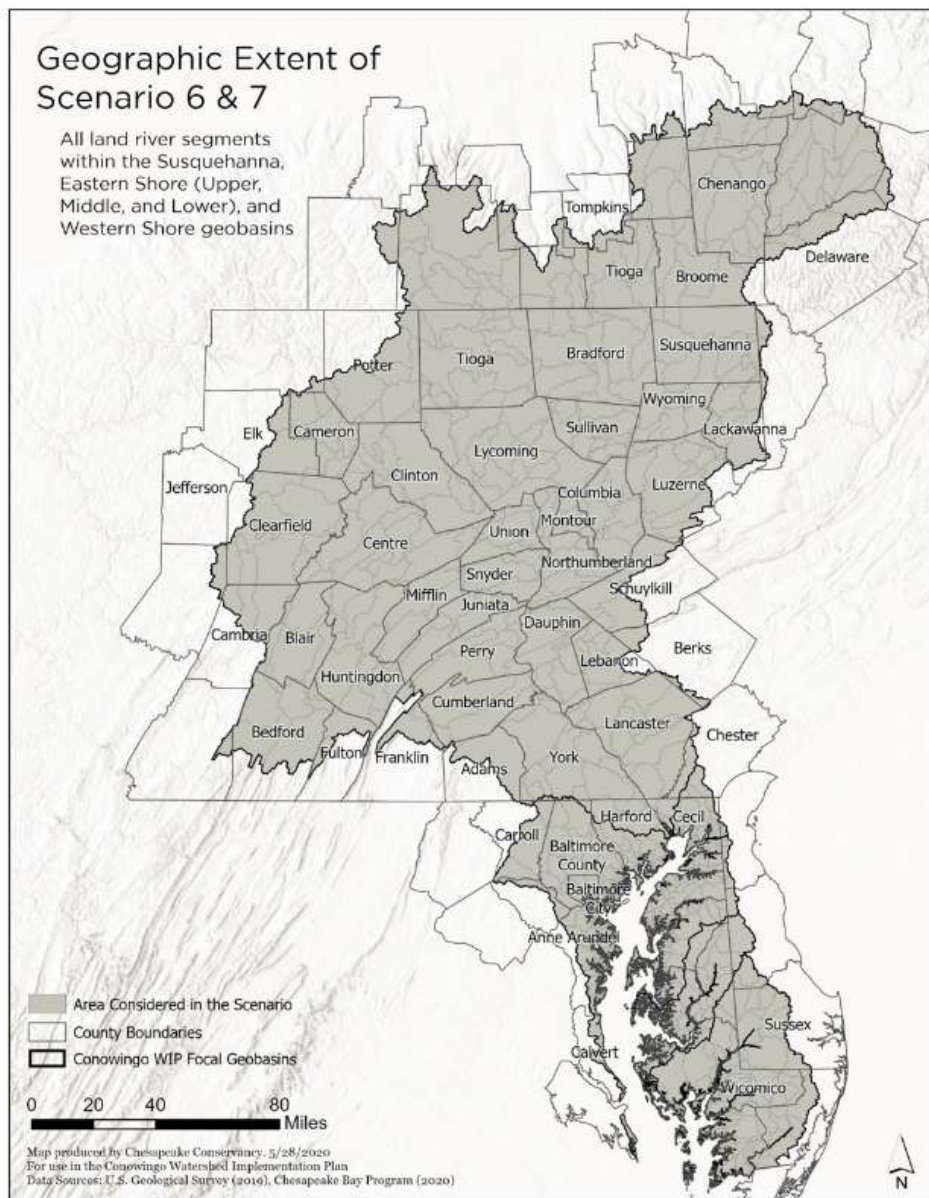 Geographic Extent of
Scenario 6 & 7
All land river segments
within the Susquehanna,
Eastern Shore (Upper,
Middle, and Lower), and
Western Shore geobasins
Chenango
Tompkins
Delaware
Tioga
Broome
Susquehanna
Bradford
Tioga
Potter
Wyoming
Sullivan
Lackawanna
Elk
Cameron
Lycoming
Clinton
Jefferson
Luzerne
Columbia
Clearfield
Montour
Union
Centre
Northumberland
Snyder
Schuylkill
Mifflin
Juniata
Dauphin
Cambria
Blair
Perry
Berks
Lebanon
Huntingdon
Cumberland
Lancaster
Bedford
Chester
Fulton
Franklin
York
Adams
Harford
Cecil
Carroll
Baltimore
County
Baltimore
City
Anne Arundel
Sussex
Calvert
Wicomico
Area Considered in the Scenario
County Boundaries
Conowingo WIP Focal Geobasins
0 20 40 80
Miles
Map produced by Chesapeake Conservancy. 5/28/2020
For use in the Conowingo Watershed Implementation Plan
Data Sources: U.S. Geological Survey (2019), Chesapeake Bay Program (2020)
N